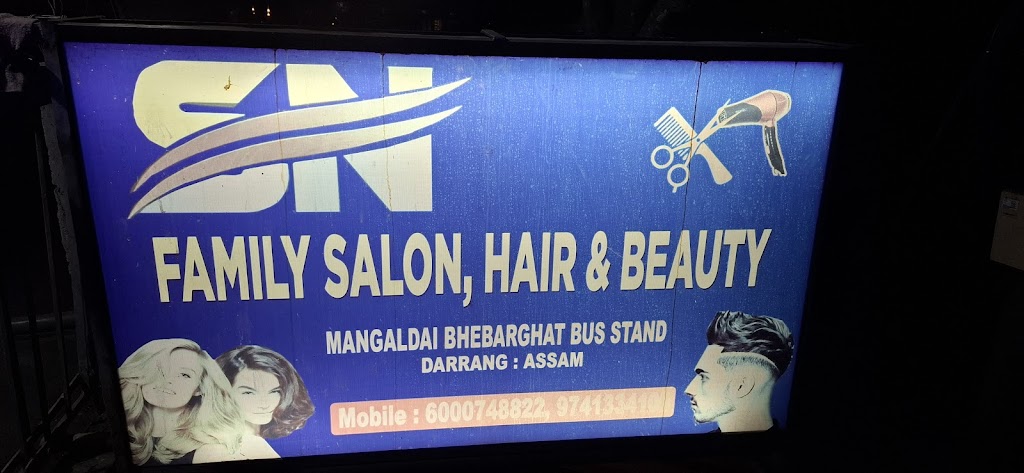 SN
FAMILY SALON, HAIR & BEAUTY
MANGALDAI BHEBARGHAT BUS STAND
DARRANG : ASSAM
Mobile : 6000748822,